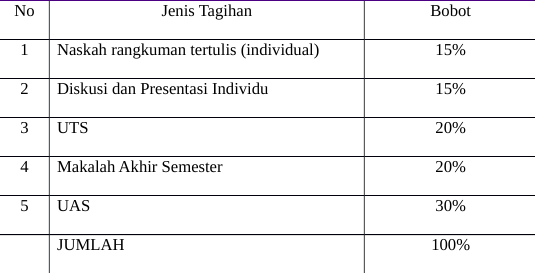 No Jenis Tagihan Bobot
1 Naskah rangkuman tertulis (individual) 15%
2 Diskusi dan Presentasi Individu 15%
3 UTS 20%
4 Makalah Akhir Semester 20%
5 UAS 30%
JUMLAH 100%